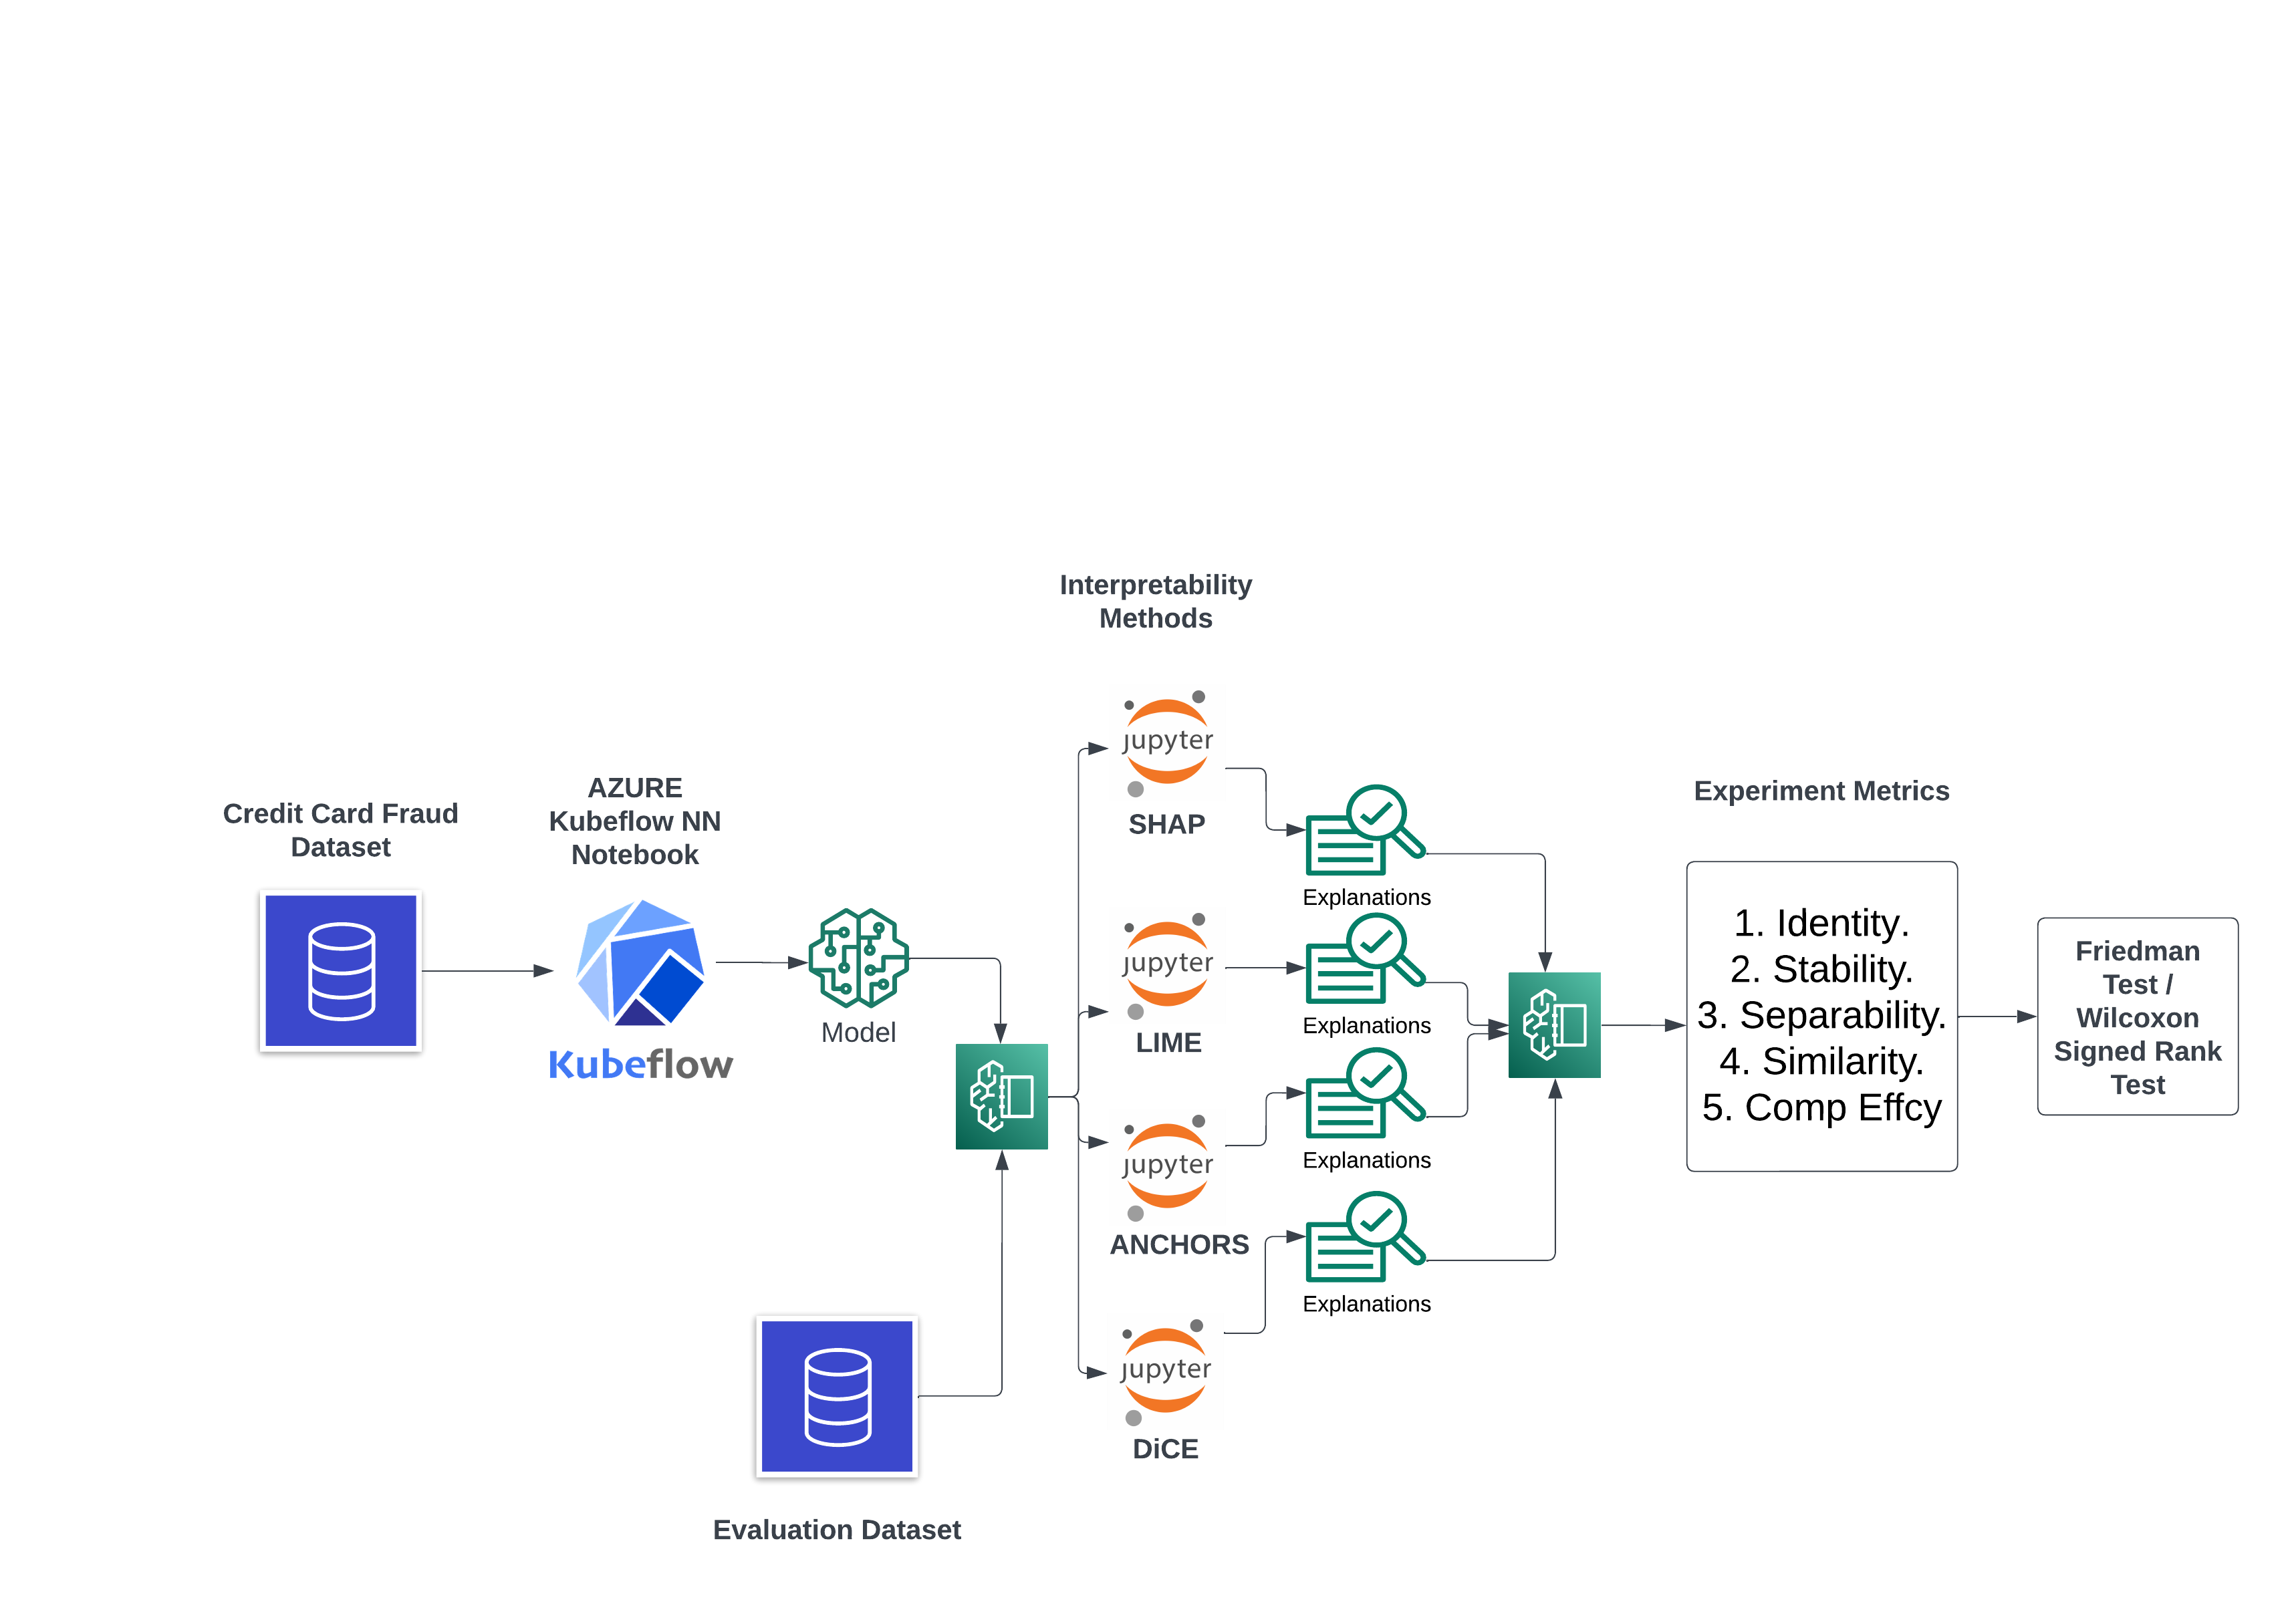 Interpretability
Methods
jupyter
SHAP
Credit Card Fraud
Dataset
AZURE
Kubeflow NN
Notebook
Kubeflow
Model
Explanations
jupyter
LIME
Explanations
jupyter
ANCHORS
Explanations
jupyter
DiCE
Explanations
Evaluation Dataset
Experiment Metrics
1. Identity.
2. Stability.
3. Separability.
4. Similarity.
5. Comp Effcy
Friedman
Test /
Wilcoxon
Signed Rank
Test